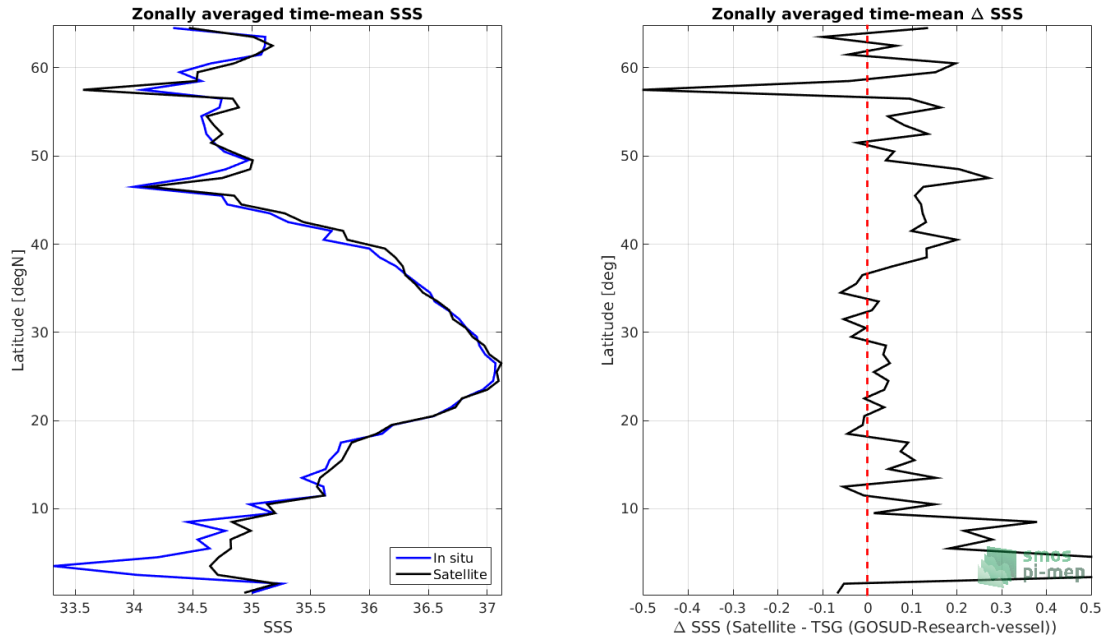 Zonally averaged time-mean SSS
60
50
40
30
20
10
Latitude [degN]
33.5 34 34.5 35 35.5 36 36.5 37
SSS
In situ
Satellite
Zonally averaged time-mean Δ SSS
60
50
40
30
20
10
Latitude [deg]
-0.5 -0.4 -0.3 -0.2 -0.1 0 0.1 0.2 0.3 0.4 0.5
Δ SSS (Satellite - TSG (GOSUD-Research-vessel))
smos
pi-mep